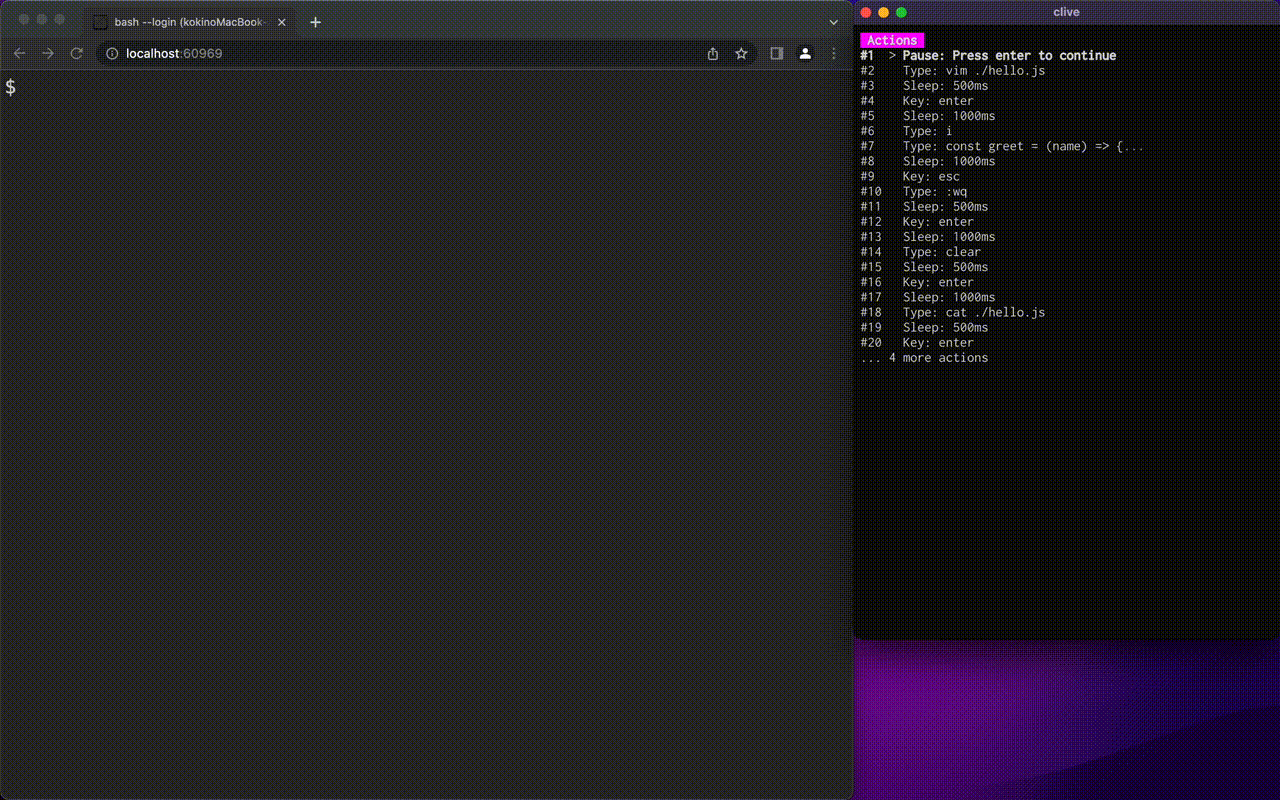 bash --login (kokinoMacBook-
localhost:60969
$
clive
Actions
#1 > Pause: Press enter to continue
#2 Type: vim ./hello.js
#3 Sleep: 500ms
#4 Key: enter
#5 Sleep: 1000ms
#6 Type: i
#7 Type: const greet = (name) => {...
#8 Sleep: 1000ms
#9 Key: esc
#10 Type: :wq
#11 Sleep: 500ms
#12 Key: enter
#13 Sleep: 1000ms
#14 Type: clear
#15 Sleep: 500ms
#16 Key: enter
#17 Sleep: 1000ms
#18 Type: cat ./hello.js
#19 Sleep: 500ms
#20 Key: enter
... 4 more actions